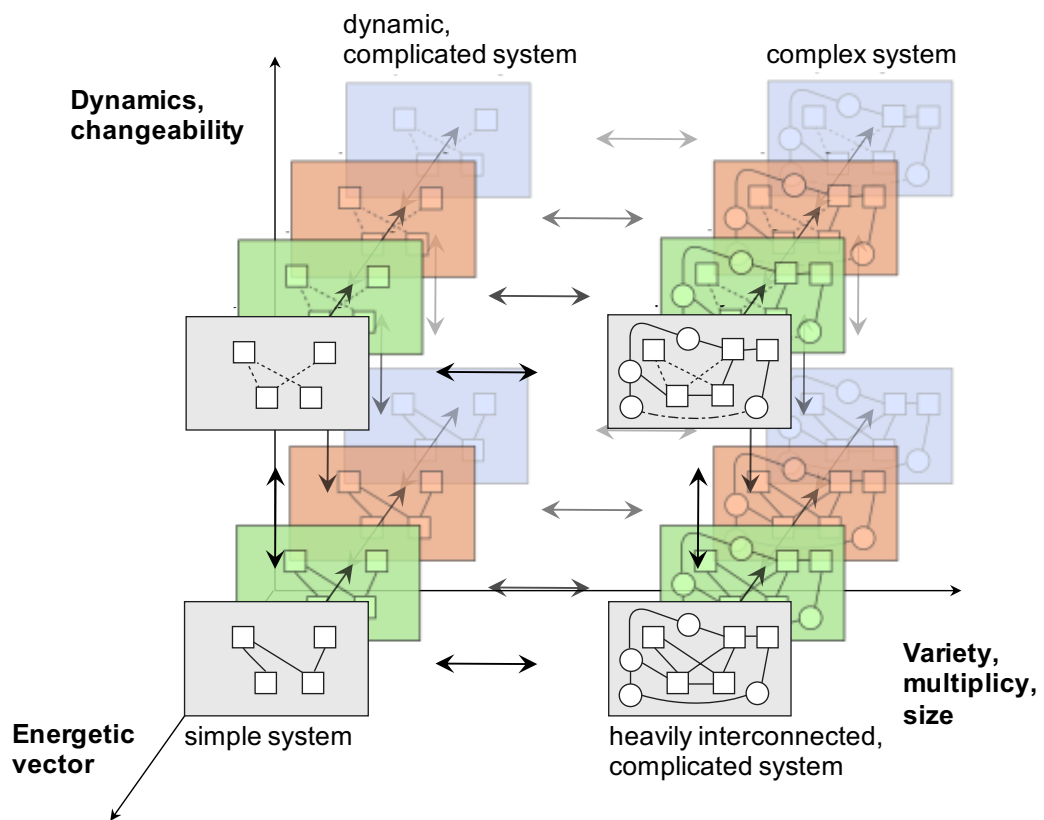 dynamic,
complicated system
complex system
Dynamics,
changeability
Variety,
multiplicy,
size
Energetic
vector
simple system
heavily interconnected,
complicated system